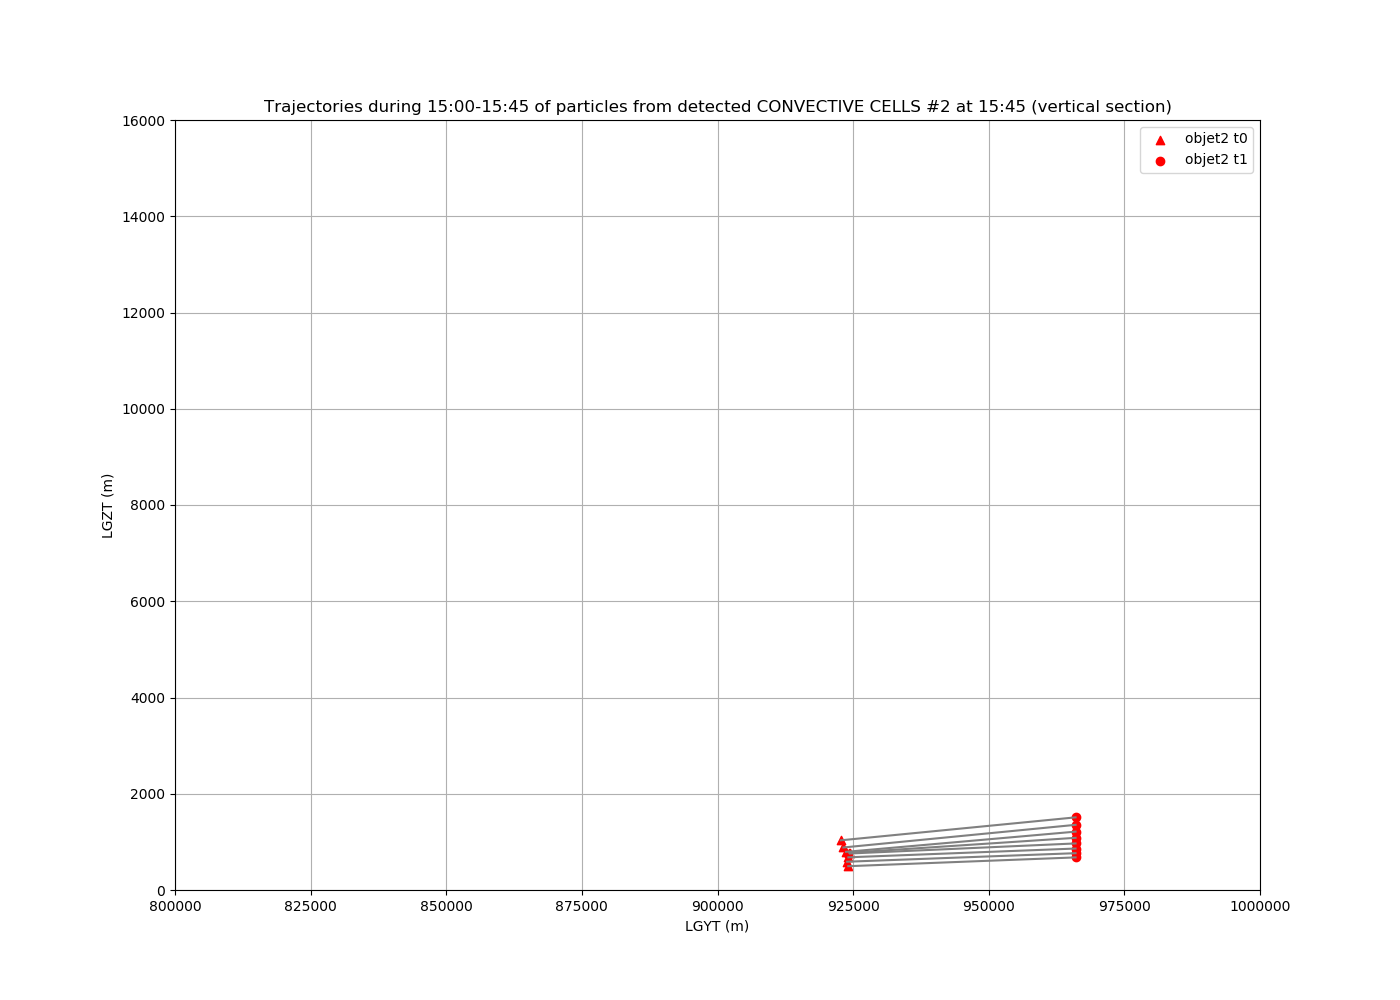 Trajectories during 15:00-15:45 of particles from detected CONVECTIVE CELLS #2 at 15:45 (vertical section)
objet2 t0
objet2 t1
16000
14000
12000
10000
8000
6000
4000
2000
0
LGZT (m)
800000 825000 850000 875000 900000 925000 950000 975000 1000000
LGYT (m)